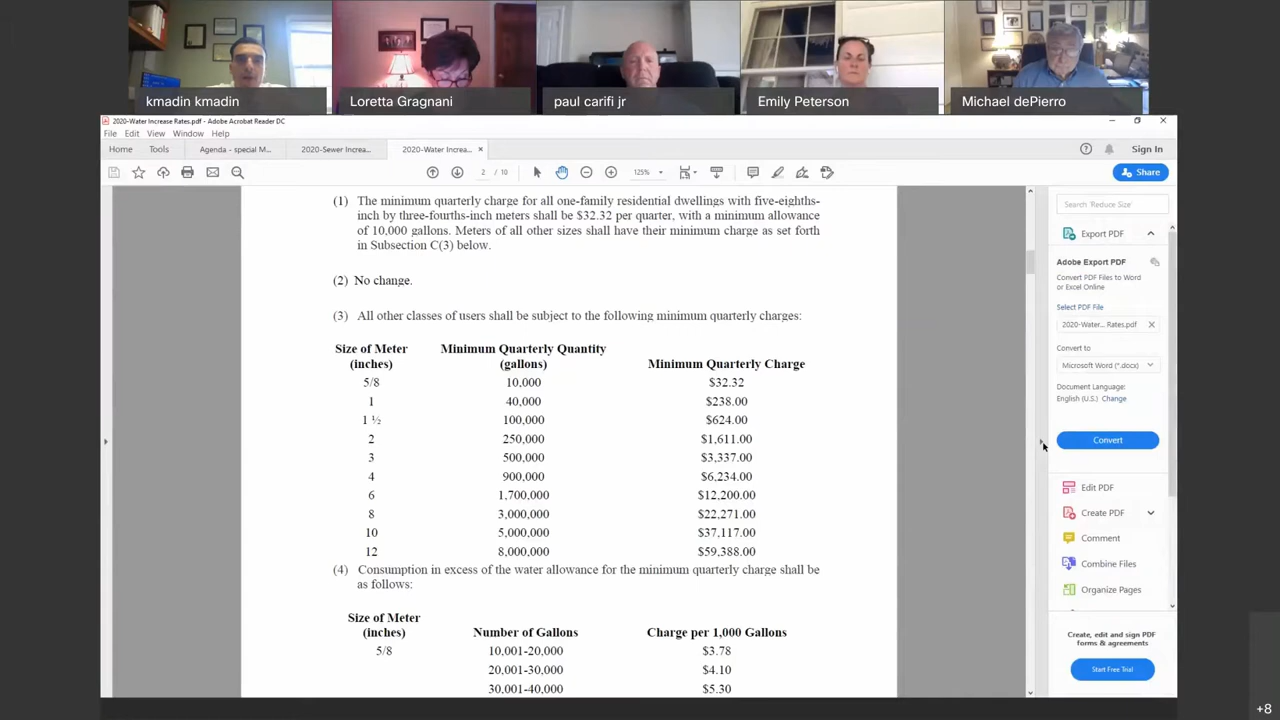 kmadin kmadin
Loretta Gragnani
paul carifi jr
Emily Peterson
Michael dePierro
2020-Water Increase Rates.pdf - Adobe Acrobat Reader DC
File Edit View Window Help
Home Tools Agenda - special M... 2020-Sewer Increa... 2020-Water Increa... × Sign In
2 / 10 125% Share
(1) The minimum quarterly charge for all one-family residential dwellings with five-eighths-
inch by three-fourths-inch meters shall be $32.32 per quarter, with a minimum allowance
of 10,000 gallons. Meters of all other sizes shall have their minimum charge as set forth
in Subsection C(3) below.
(2) No change.
(3) All other classes of users shall be subject to the following minimum quarterly charges:
Size of Meter Minimum Quarterly Quantity
(inches) (gallons) Minimum Quarterly Charge
5/8 10,000 $32.32
1 40,000 $238.00
1 ½ 100,000 $624.00
2 250,000 $1,611.00
3 500,000 $3,337.00
4 900,000 $6,234.00
6 1,700,000 $12,200.00
8 3,000,000 $22,271.00
10 5,000,000 $37,117.00
12 8,000,000 $59,388.00
(4) Consumption in excess of the water allowance for the minimum quarterly charge shall be
as follows:
Size of Meter
(inches) Number of Gallons Charge per 1,000 Gallons
5/8 10,001-20,000 $3.78
20,001-30,000 $4.10
30,001-40,000 $5.30
Search 'Reduce Size'
Export PDF
Adobe Export PDF
Convert PDF Files to Word
or Excel Online
Select PDF File
2020-Water... Rates.pdf ×
Convert to
Microsoft Word (*.docx)
Document Language:
English (U.S.) Change
Convert
Edit PDF
Create PDF
Comment
Combine Files
Organize Pages
Create, edit and sign PDF
forms & agreements
Start Free Trial
+8